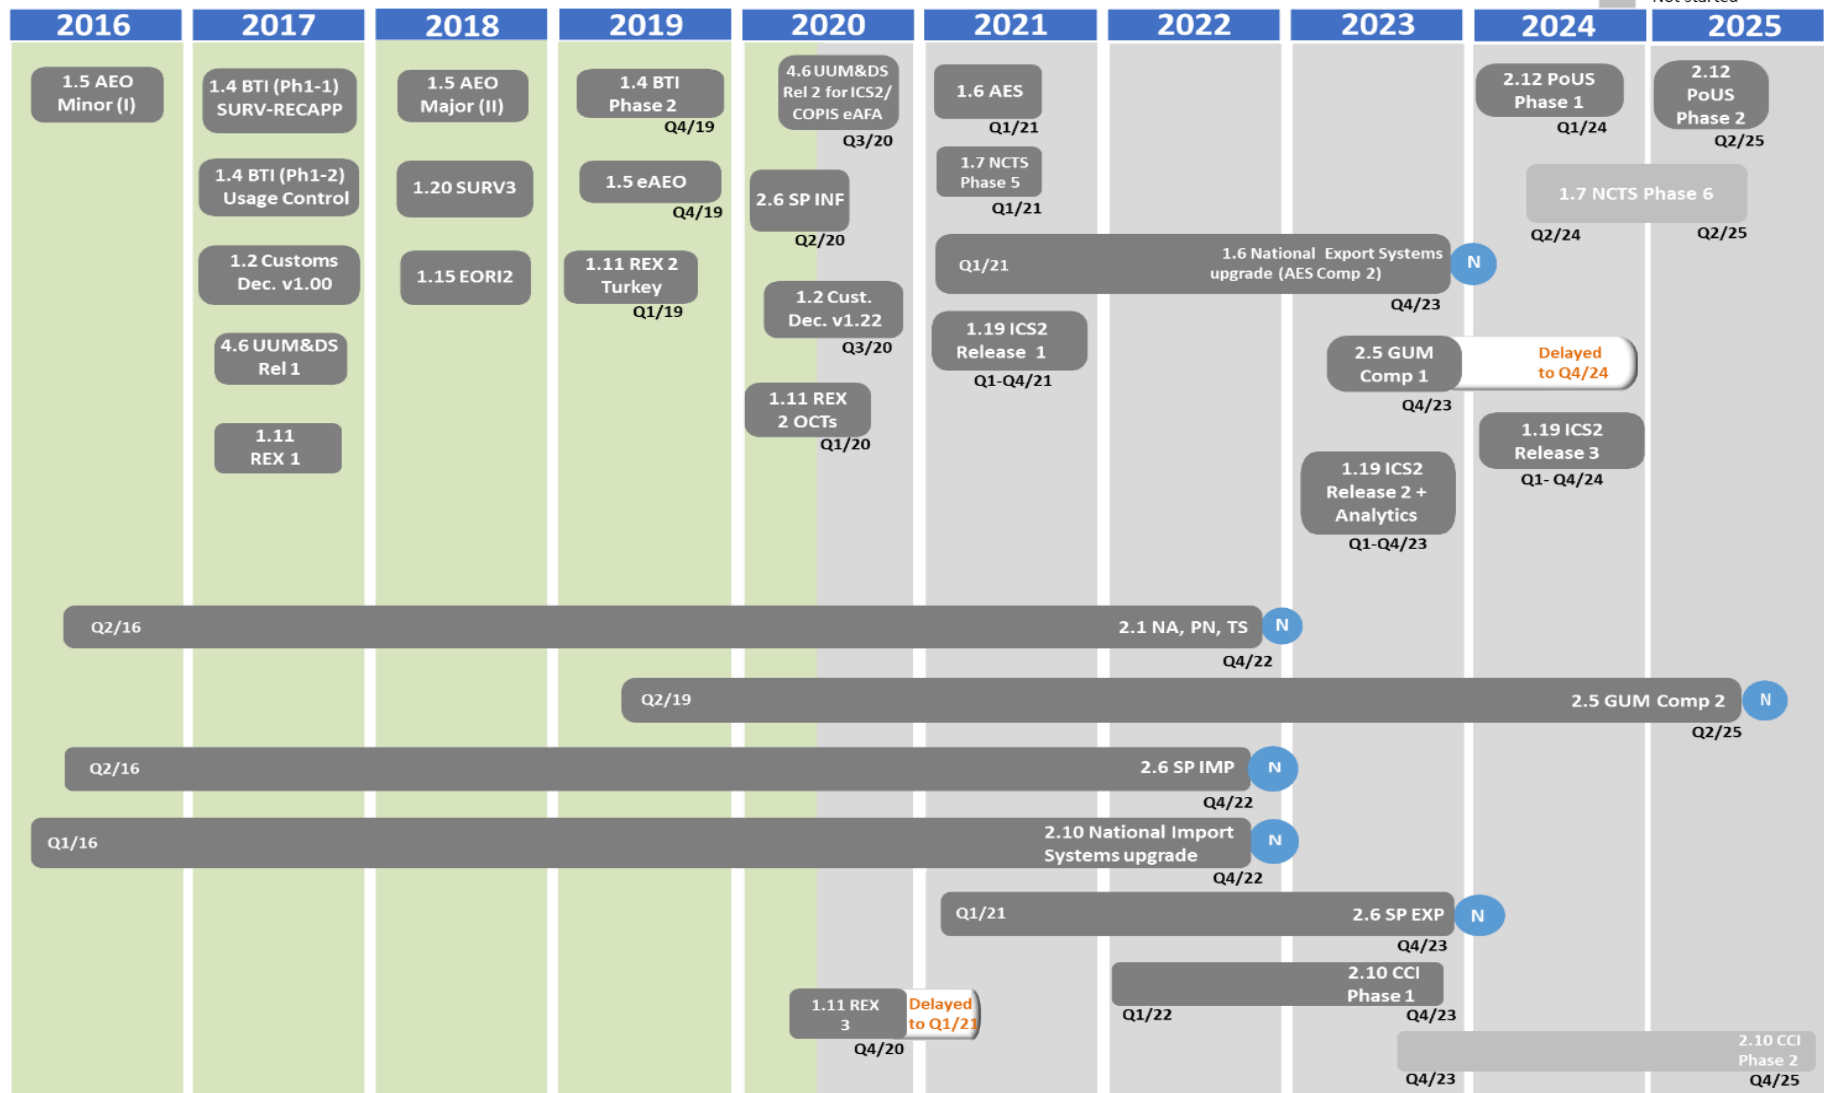 Not started
2016 2017 2018 2019 2020 2021 2022 2023 2024 2025
1.5 AEO
Minor (I)
1.4 BTI (Ph1-1)
SURV-RECAPP
1.5 AEO
Major (II)
1.4 BTI
Phase 2
Q4/19
4.6 UUM&DS
Rel 2 for ICS2/
COPIS eAFA
Q3/20
1.6 AES
Q1/21
2.12 PoUS
Phase 1
Q1/24
2.12
PoUS
Phase 2
Q2/25
1.4 BTI (Ph1-2)
Usage Control
1.20 SURV3
1.5 eAEO
Q4/19
2.6 SP INF
Q2/20
1.7 NCTS
Phase 5
Q1/21
1.7 NCTS Phase 6
Q2/24
Q2/25
1.2 Customs
Dec. v1.00
1.15 EORI2
1.11 REX 2
Turkey
Q1/19
1.2 Cust.
Dec. v1.22
Q3/20
Q1/21
1.6 National Export Systems
upgrade (AES Comp 2)
N
Q4/23
4.6 UUM&DS
Rel 1
1.19 ICS2
Release 1
Q1-Q4/21
2.5 GUM
Comp 1
Delayed
to Q4/24
Q4/23
1.11
REX 1
1.11 REX
2 OCTs
Q1/20
1.19 ICS2
Release 2 +
Analytics
Q1-Q4/23
1.19 ICS2
Release 3
Q1- Q4/24
Q2/16
2.1 NA, PN, TS
N
Q4/22
Q2/19
2.5 GUM Comp 2
N
Q2/25
Q2/16
2.6 SP IMP
N
Q4/22
Q1/16
2.10 National Import
Systems upgrade
N
Q4/22
Q1/21
2.6 SP EXP
N
Q4/23
2.10 CCI
Phase 1
Q1/22
Q4/23
1.11 REX
3
Delayed
to Q1/21
Q4/20
2.10 CCI
Phase 2
Q4/23
Q4/25